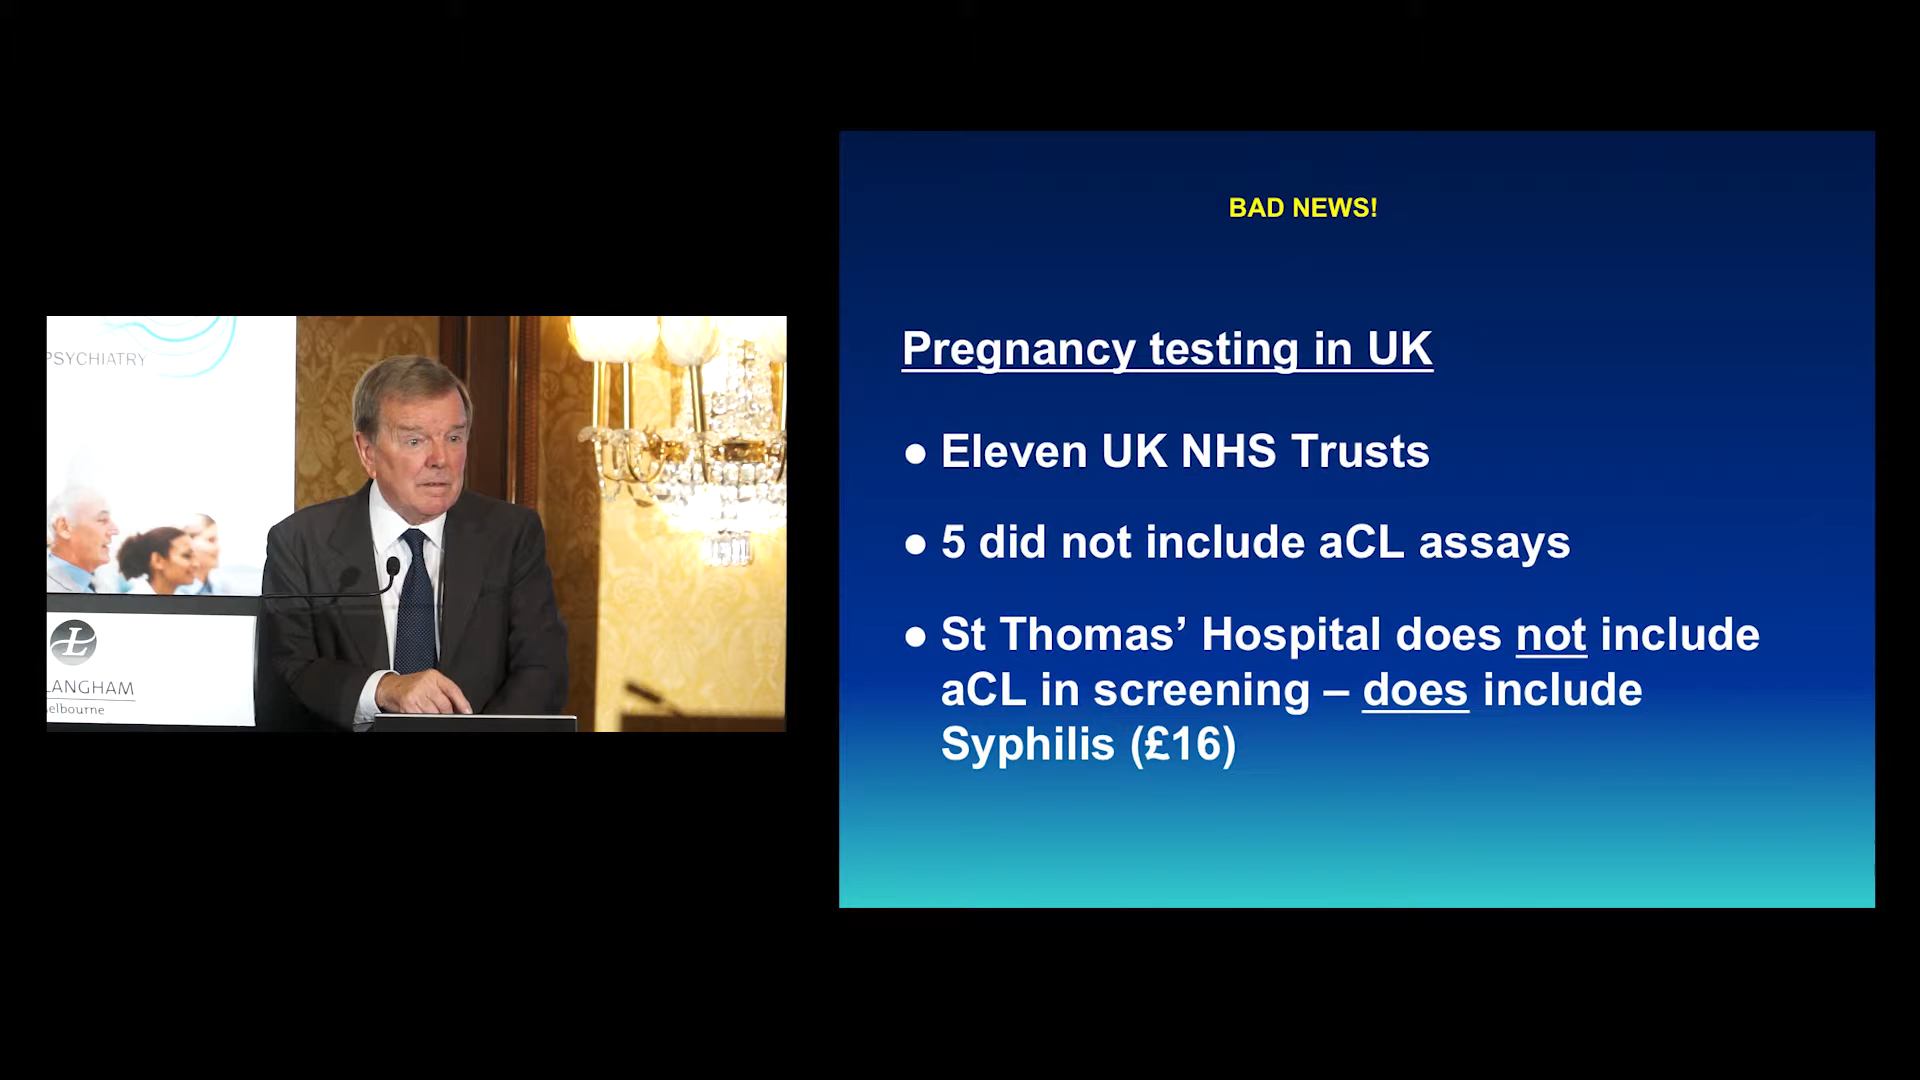 PSYCHIATRY
L
LANGHAM
elbourne
BAD NEWS!
Pregnancy testing in UK
● Eleven UK NHS Trusts
● 5 did not include aCL assays
● St Thomas’ Hospital does not include
aCL in screening – does include
Syphilis (£16)